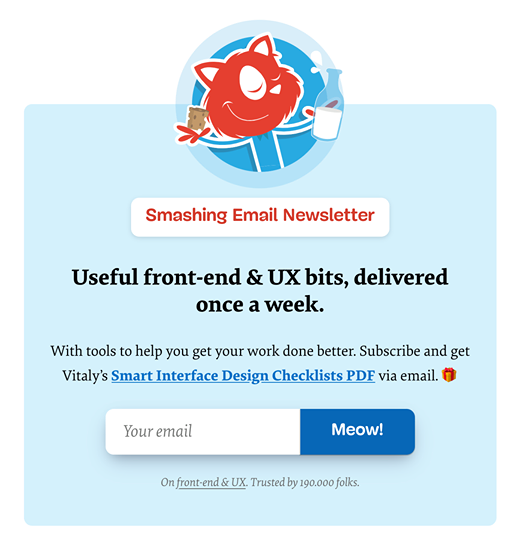 Smashing Email Newsletter
Useful front-end & UX bits, delivered
once a week.
With tools to help you get your work done better. Subscribe and get
Vitaly’s Smart Interface Design Checklists PDF via email. 🎁
Your email
Meow!
On front-end & UX. Trusted by 190.000 folks.